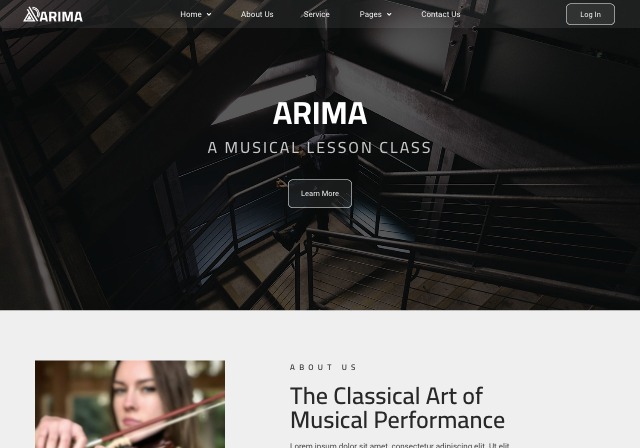 ARIMA
Home
About Us
Service
Pages
Contact Us
Log In
ARIMA
A MUSICAL LESSON CLASS
Learn More
ABOUT US
The Classical Art of
Musical Performance
Lorem ipsum dolor sit amet, consectetur adipiscing elit. Ut elit